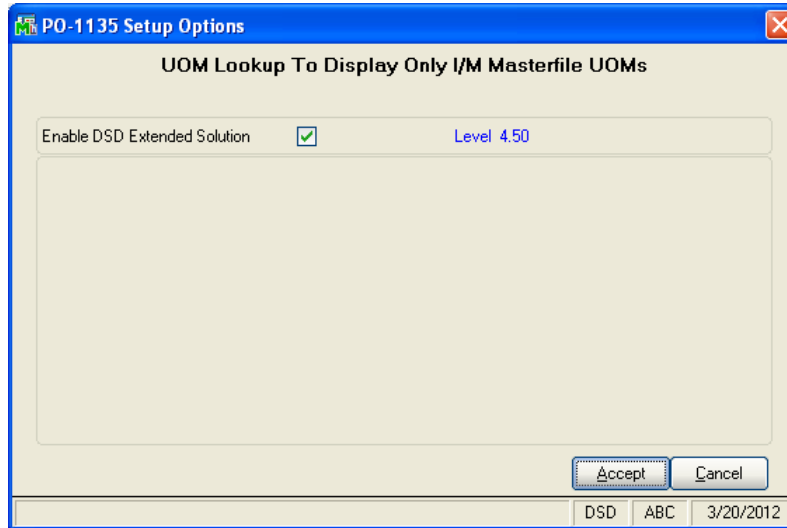 PO-1135 Setup Options
UOM Lookup To Display Only I/M Masterfile UOMs
Enable DSD Extended Solution Level 4.50
Accept Cancel
DSD ABC 3/20/2012